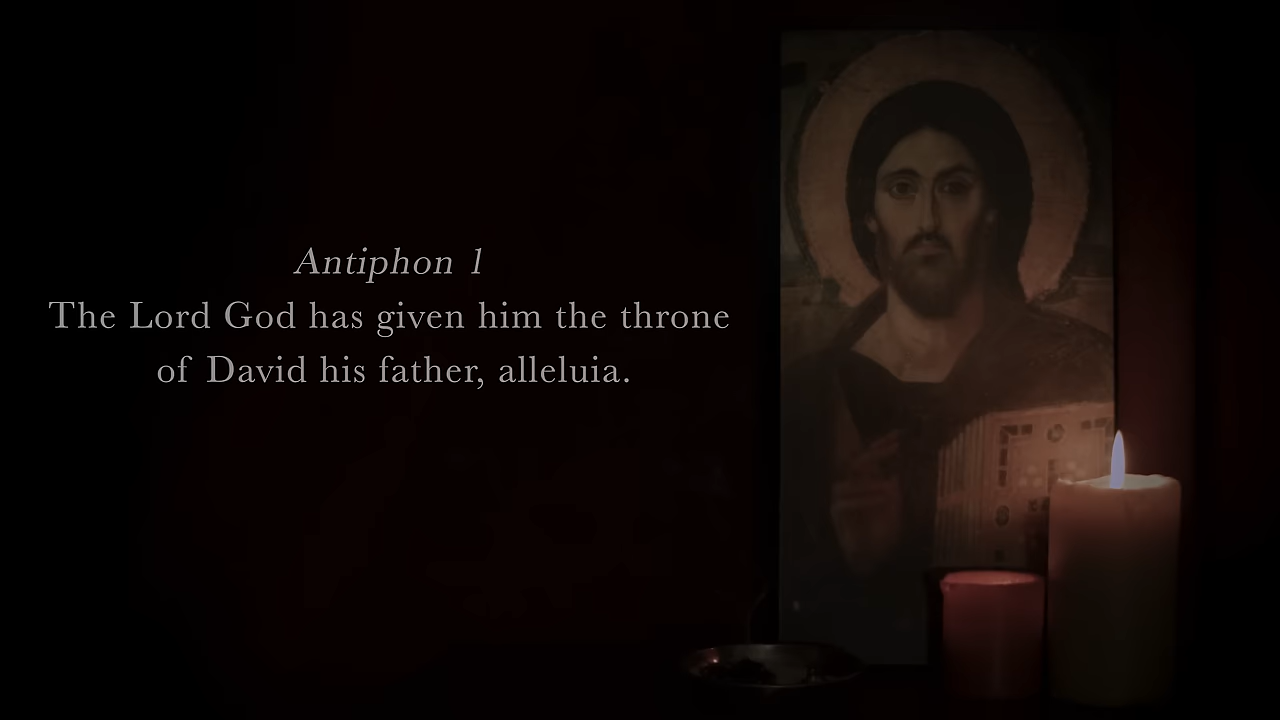 Antiphon 1
The Lord God has given him the throne
of David his father, alleluia.